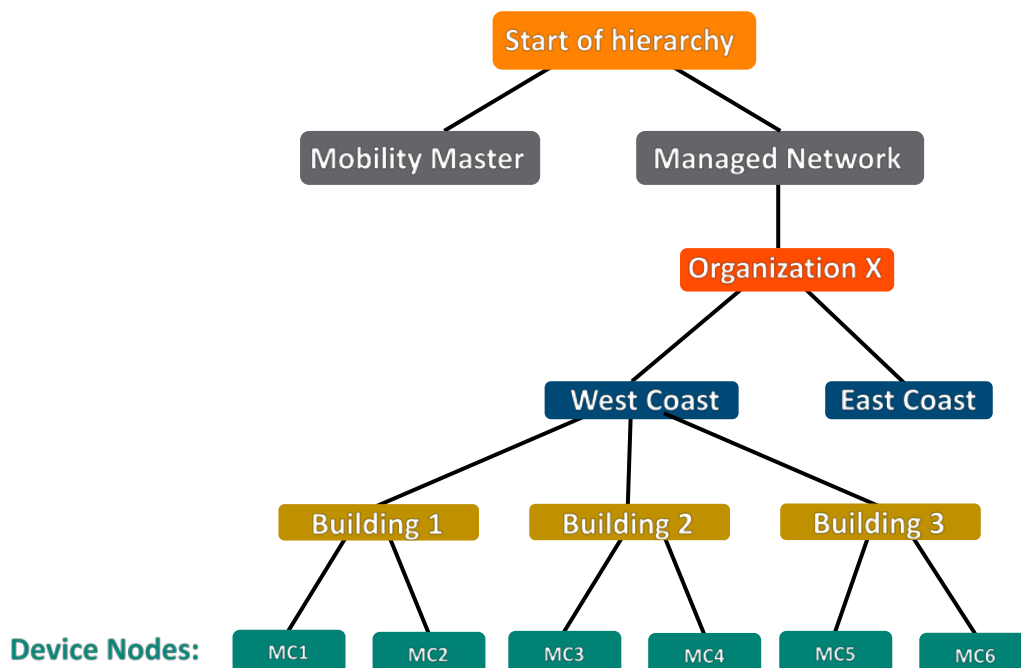 Start of hierarchy
Mobility Master
Managed Network
Organization X
West Coast
East Coast
Building 1
Building 2
Building 3
Device Nodes:
MC1
MC2
MC3
MC4
MC5
MC6